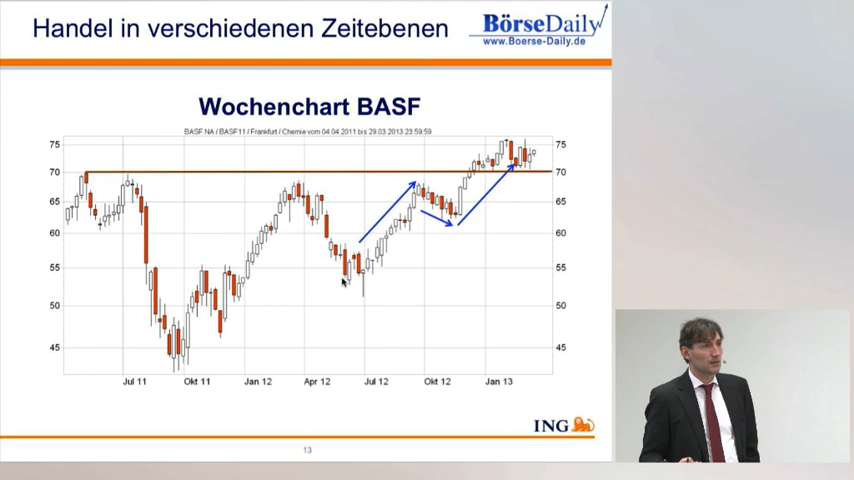 Handel in verschiedenen Zeitebenen
BörseDaily
www.Boerse-Daily.de
Wochenchart BASF
BASF NA / BASF11 / Frankfurt / Chemie vom 04.04.2011 bis 29.03.2013 23:59:59
75 75
70 70
65 65
60 60
55 55
50 50
45 45
Jul 11 Okt 11 Jan 12 Apr 12 Jul 12 Okt 12 Jan 13
ING
13